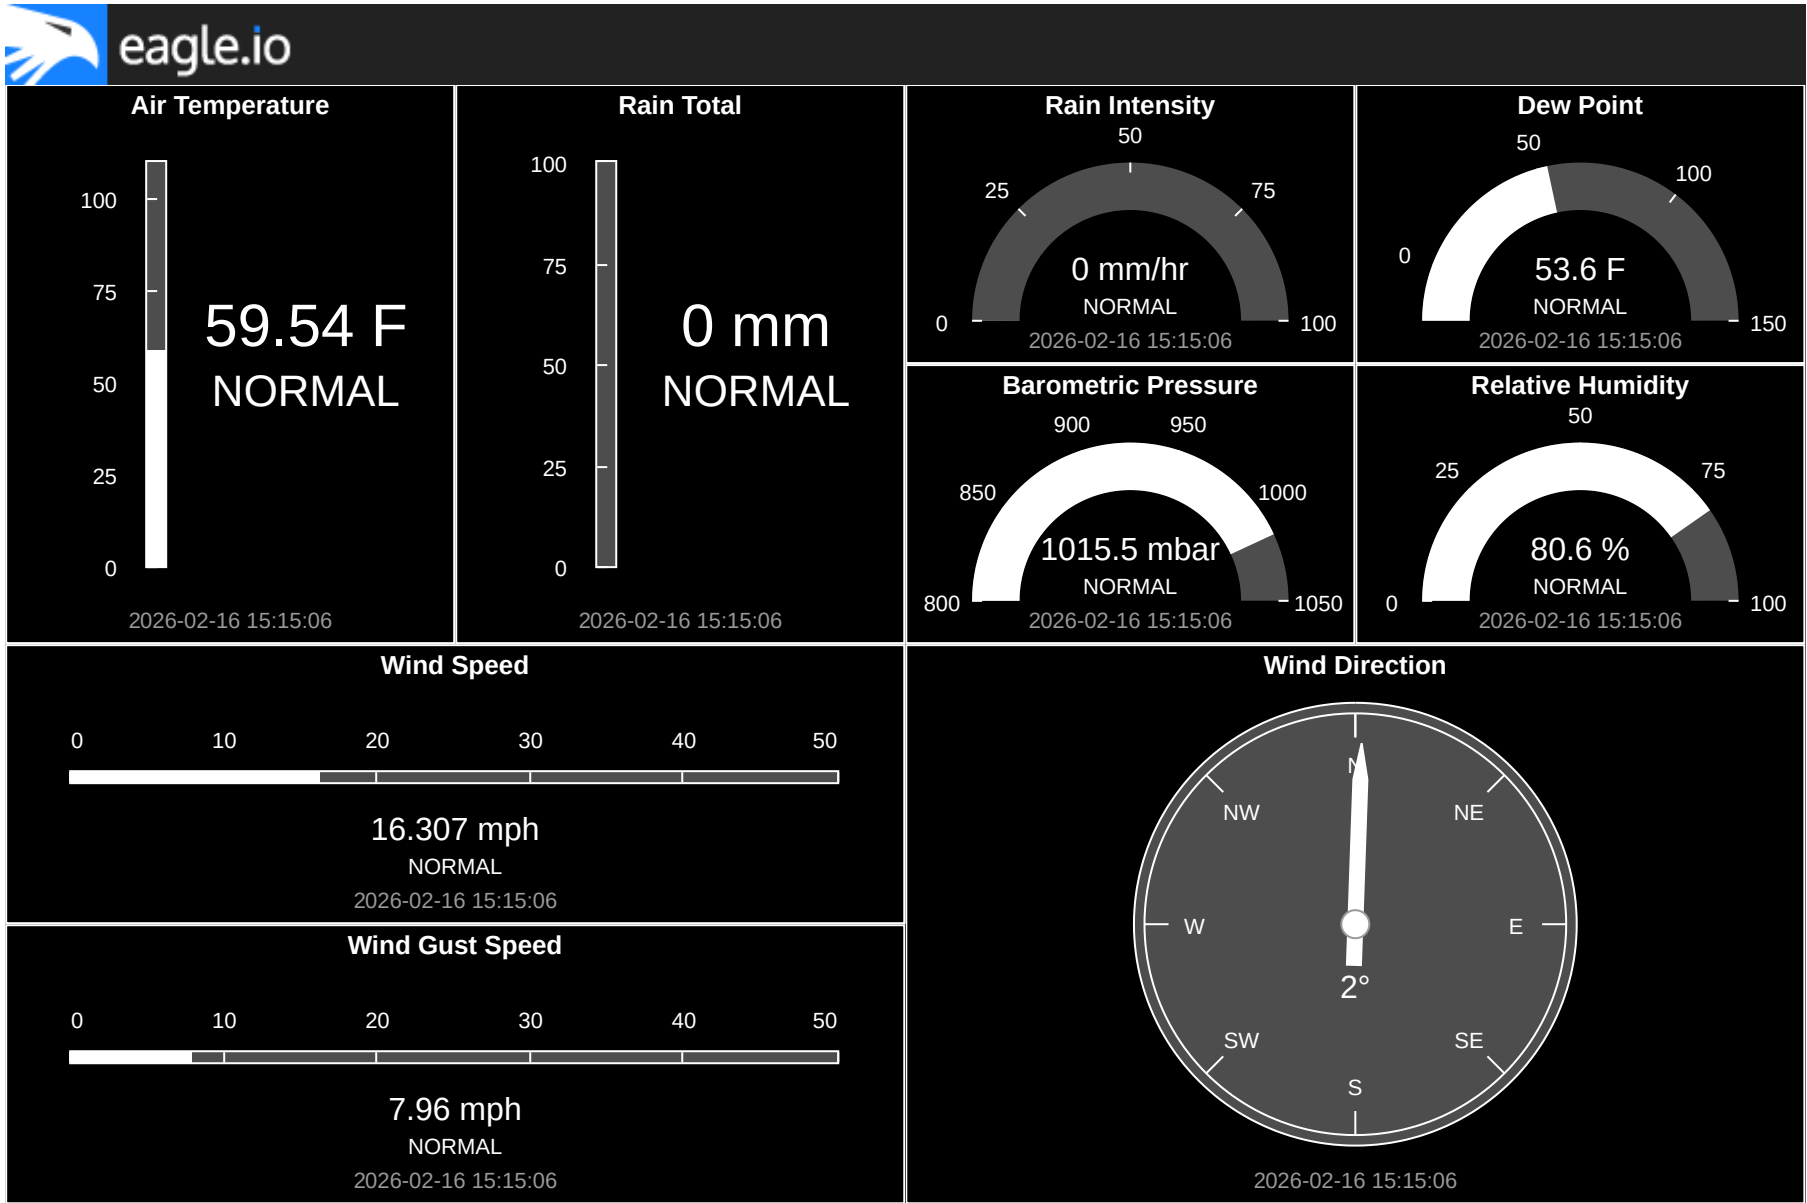 eagle.io
Air Temperature
100
75
50
25
0
59.54 F
NORMAL
2026-02-16 15:15:06
Rain Total
100
75
50
25
0
0 mm
NORMAL
2026-02-16 15:15:06
Rain Intensity
50
25 75
0 100
0 mm/hr
NORMAL
2026-02-16 15:15:06
Dew Point
50
100
0
150
53.6 F
NORMAL
2026-02-16 15:15:06
Barometric Pressure
900 950
850 1000
800 1050
1015.5 mbar
NORMAL
2026-02-16 15:15:06
Relative Humidity
50
25 75
0 100
80.6 %
NORMAL
2026-02-16 15:15:06
Wind Speed
0 10 20 30 40 50
16.307 mph
NORMAL
2026-02-16 15:15:06
Wind Gust Speed
0 10 20 30 40 50
7.96 mph
NORMAL
2026-02-16 15:15:06
Wind Direction
N
NW NE
W E
2°
SW SE
S
2026-02-16 15:15:06